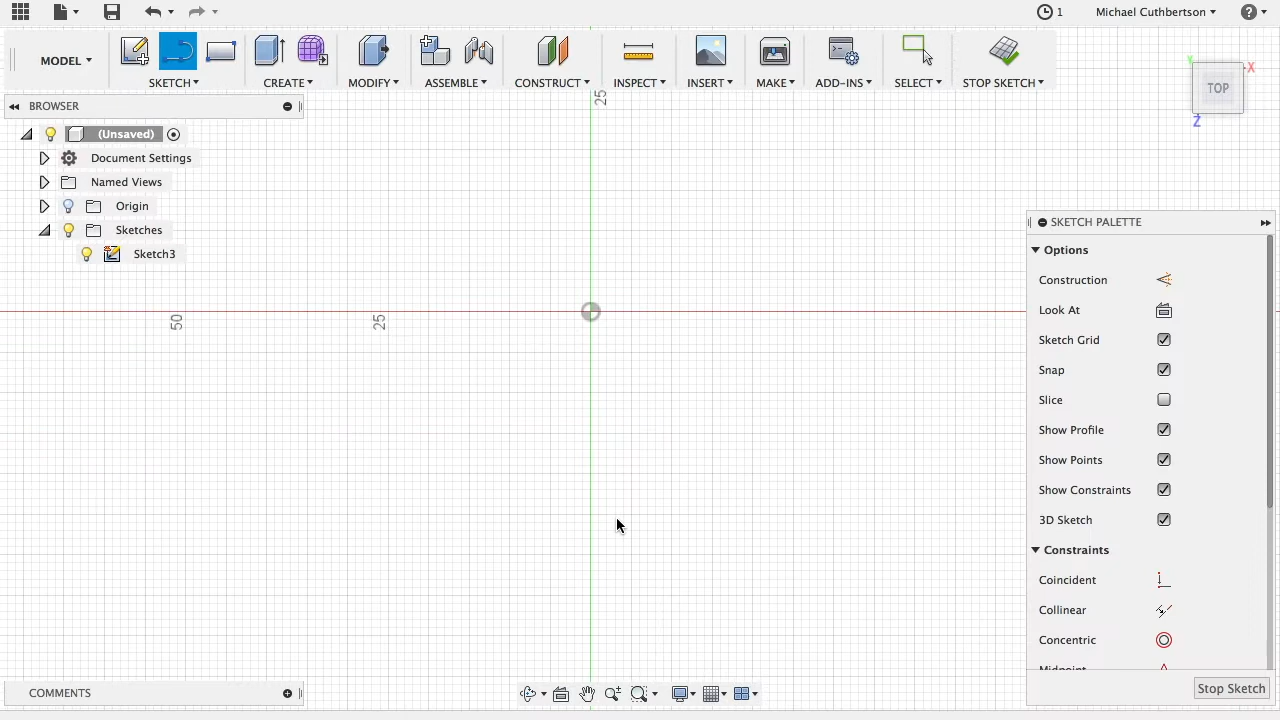 1 Michael Cuthbertson ?
MODEL SKETCH CREATE MODIFY ASSEMBLE CONSTRUCT INSPECT INSERT MAKE ADD-INS SELECT STOP SKETCH
BROWSER
(Unsaved)
Document Settings
Named Views
Origin
Sketches
Sketch3
25
50
25
Y
X
TOP
Z
SKETCH PALETTE
Options
Construction
Look At
Sketch Grid
Snap
Slice
Show Profile
Show Points
Show Constraints
3D Sketch
Constraints
Coincident
Collinear
Concentric
Midpoint
Stop Sketch
COMMENTS